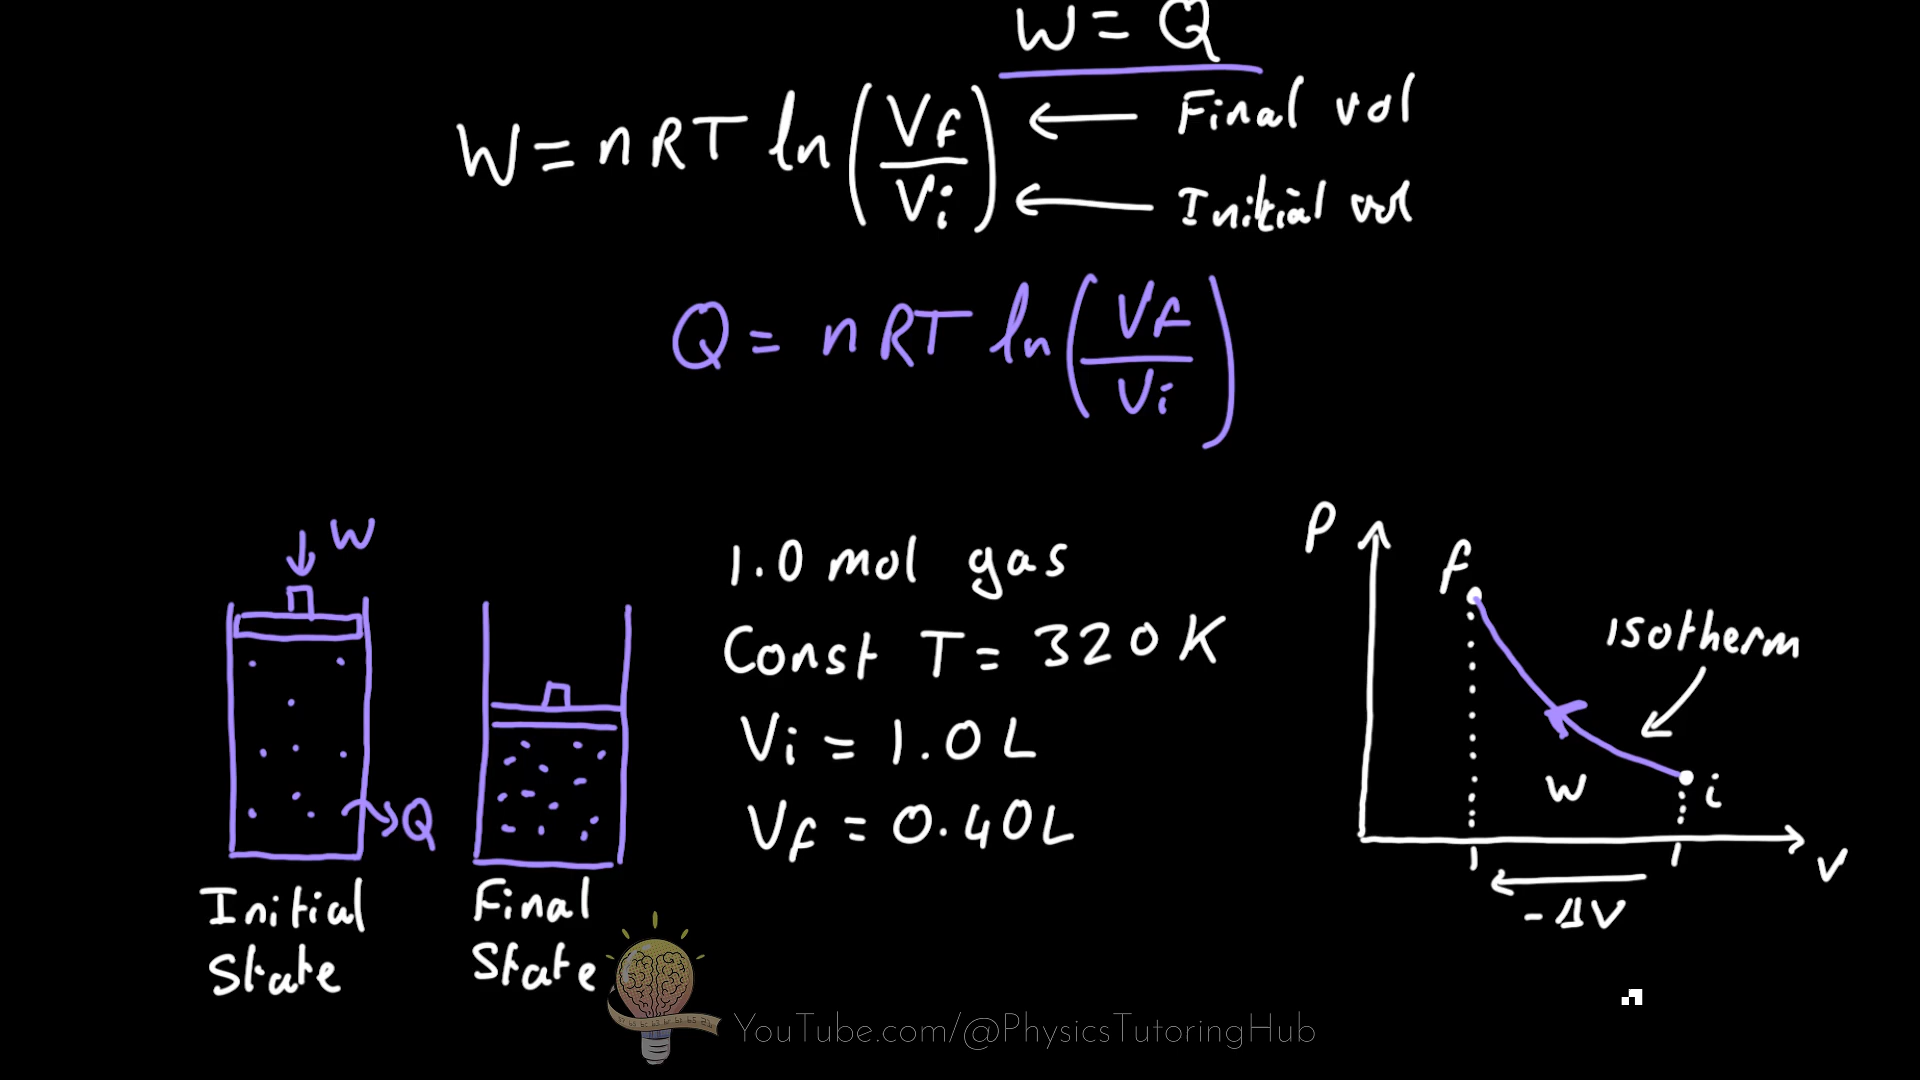 W = Q
W = nRT ln(Vf/Vi)
← Final vol
← Initial vol
Q = nRT ln(Vf/Vi)
↓ W
Q
Initial
State
Final
State
1.0 mol gas
Const T = 320 K
Vi = 1.0 L
Vf = 0.40 L
P
f
isotherm
W
i
V
-ΔV
YouTube.com/@PhysicsTutoringHub